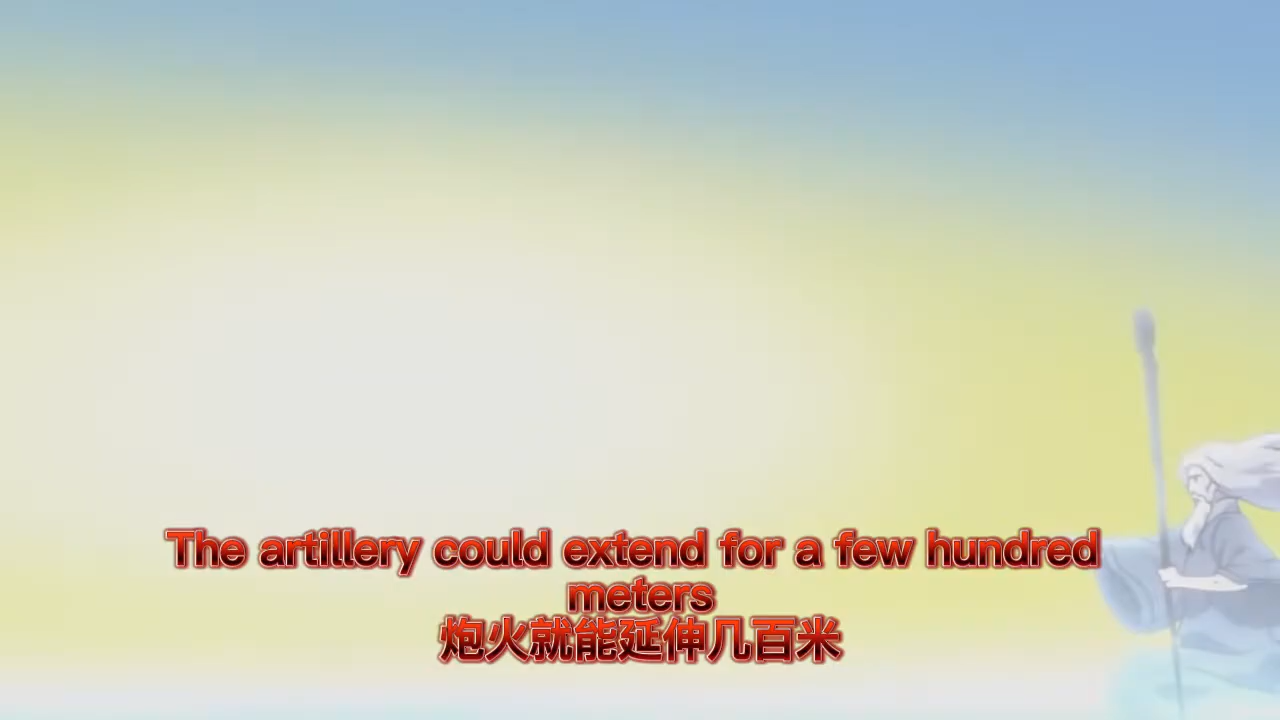 The artillery could extend for a few hundred
meters
炮火就能延伸几百米